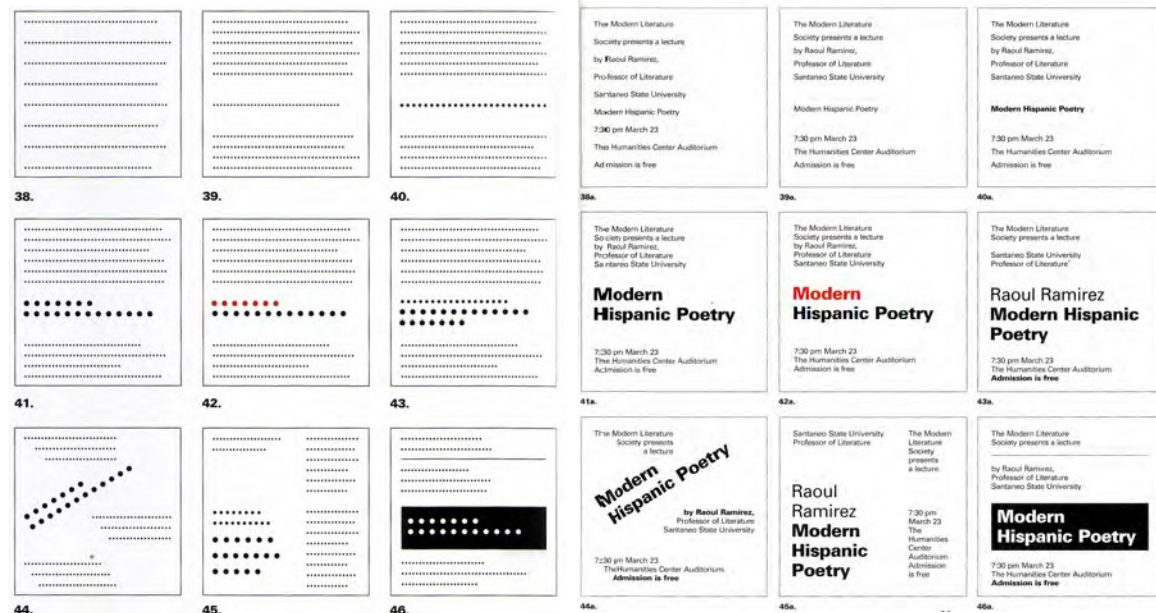 38.
39.
40.
41.
42.
43.
44.
45.
46.
The Modern Literature
Society presents a lecture
by Raoul Ramirez,
Professor of Literature
Santaneo State University
Modern Hispanic Poetry
7:30 pm March 23
The Humanities Center Auditorium
Admission is free
38a.
The Modern Literature
Society presents a lecture
by Raoul Ramirez,
Professor of Literature
Santaneo State University
Modern Hispanic Poetry
7:30 pm March 23
The Humanities Center Auditorium
Admission is free
39a.
The Modern Literature
Society presents a lecture
by Raoul Ramirez,
Professor of Literature
Santaneo State University
Modern Hispanic Poetry
7:30 pm March 23
The Humanities Center Auditorium
Admission is free
40a.
The Modern Literature
Society presents a lecture
by Raoul Ramirez,
Professor of Literature
Santaneo State University
Modern
Hispanic Poetry
7:30 pm March 23
The Humanities Center Auditorium
Admission is free
41a.
The Modern Literature
Society presents a lecture
by Raoul Ramirez,
Professor of Literature
Santaneo State University
Modern
Hispanic Poetry
7:30 pm March 23
The Humanities Center Auditorium
Admission is free
42a.
The Modern Literature
Society presents a lecture
Santaneo State University
Professor of Literature
Raoul Ramirez
Modern Hispanic
Poetry
7:30 pm March 23
The Humanities Center Auditorium
Admission is free
43a.
The Modern Literature
Society presents
a lecture
Modern
Hispanic Poetry
by Raoul Ramirez,
Professor of Literature
Santaneo State University
7:30 pm March 23
The Humanities Center Auditorium
Admission is free
44a.
Santaneo State University
Professor of Literature
The Modern
Literature
Society
presents
a lecture
Raoul
Ramirez
Modern
Hispanic
Poetry
7:30 pm
March 23
The
Humanities
Center
Auditorium
Admission
is free
45a.
The Modern Literature
Society presents a lecture
by Raoul Ramirez,
Professor of Literature
Santaneo State University
Modern
Hispanic Poetry
7:30 pm March 23
The Humanities Center Auditorium
Admission is free
46a.